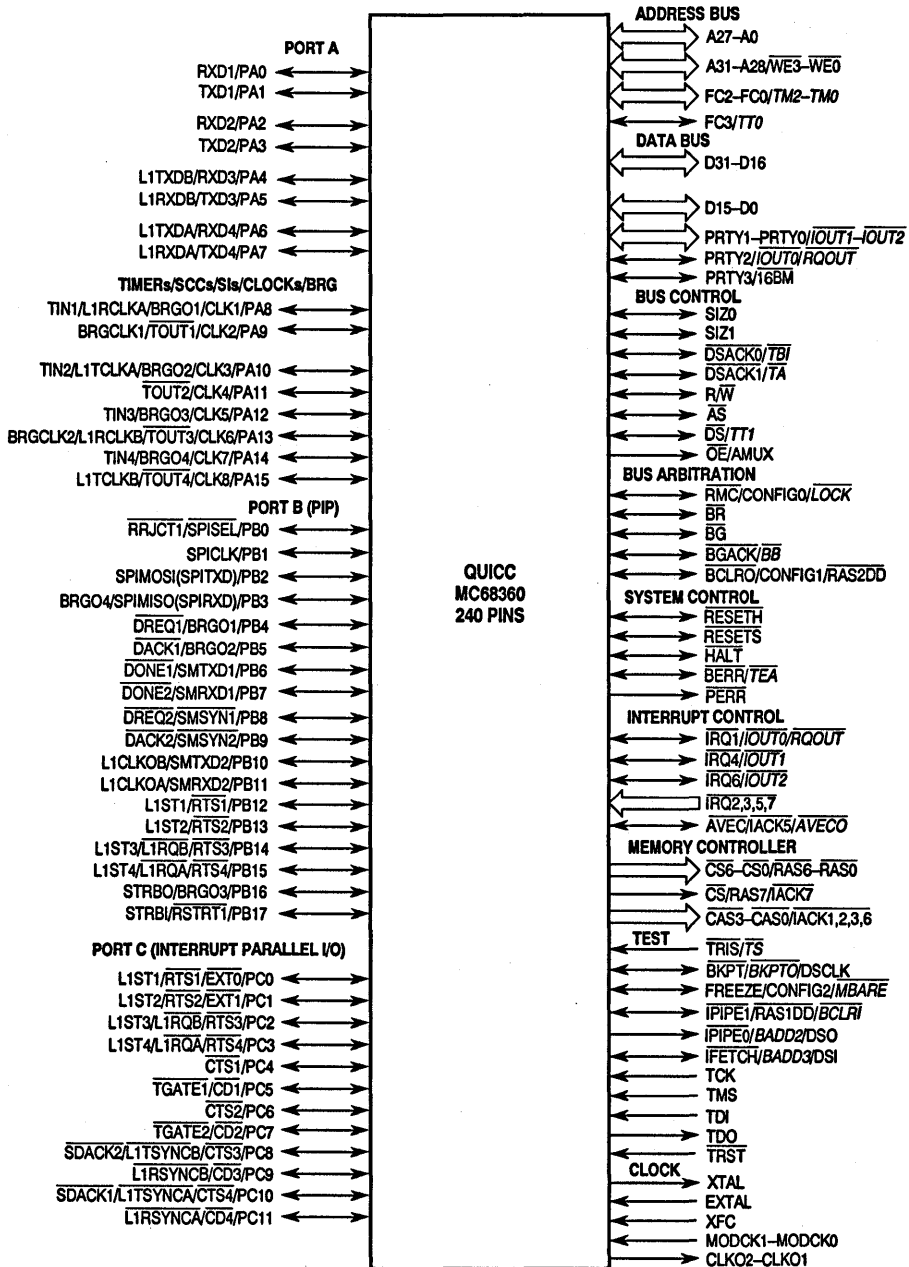 PORT A
RXD1/PA0
TXD1/PA1
RXD2/PA2
TXD2/PA3
L1TXDB/RXD3/PA4
L1RXDB/TXD3/PA5
L1TXDA/RXD4/PA6
L1RXDA/TXD4/PA7
TIMERs/SCCs/SIs/CLOCKs/BRG
TIN1/L1RCLKA/BRGO1/CLK1/PA8
BRGCLK1/TOUT1/CLK2/PA9
TIN2/L1TCLKA/BRGO2/CLK3/PA10
TOUT2/CLK4/PA11
TIN3/BRGO3/CLK5/PA12
BRGCLK2/L1RCLKB/TOUT3/CLK6/PA13
TIN4/BRGO4/CLK7/PA14
L1TCLKB/TOUT4/CLK8/PA15
PORT B (PIP)
RRJCT1/SPISEL/PB0
SPICLK/PB1
SPIMOSI(SPITXD)/PB2
BRGO4/SPIMISO(SPIRXD)/PB3
DREQ1/BRGO1/PB4
DACK1/BRGO2/PB5
DONE1/SMTXD1/PB6
DONE2/SMRXD1/PB7
DREQ2/SMSYN1/PB8
DACK2/SMSYN2/PB9
L1CLKOB/SMTXD2/PB10
L1CLKOA/SMRXD2/PB11
L1ST1/RTS1/PB12
L1ST2/RTS2/PB13
L1ST3/L1RQB/RTS3/PB14
L1ST4/L1RQA/RTS4/PB15
STRBO/BRGO3/PB16
STRBI/RSTRT1/PB17
PORT C (INTERRUPT PARALLEL I/O)
L1ST1/RTS1/EXT0/PC0
L1ST2/RTS2/EXT1/PC1
L1ST3/L1RQB/RTS3/PC2
L1ST4/L1RQA/RTS4/PC3
CTS1/PC4
TGATE1/CD1/PC5
CTS2/PC6
TGATE2/CD2/PC7
SDACK2/L1TSYNCB/CTS3/PC8
L1RSYNCB/CD3/PC9
SDACK1/L1TSYNCA/CTS4/PC10
L1RSYNCA/CD4/PC11
QUICC
MC68360
240 PINS
ADDRESS BUS
A27–A0
A31–A28/WE3–WE0
FC2–FC0/TM2–TM0
FC3/TT0
DATA BUS
D31–D16
D15–D0
PRTY1–PRTY0/IOUT1–IOUT2
PRTY2/IOUT0/RQOUT
PRTY3/16BM
BUS CONTROL
SIZ0
SIZ1
DSACK0/TBI
DSACK1/TA
R/W
AS
DS/TT1
OE/AMUX
BUS ARBITRATION
RMC/CONFIG0/LOCK
BR
BG
BGACK/BB
BCLRO/CONFIG1/RAS2DD
SYSTEM CONTROL
RESETH
RESETS
HALT
BERR/TEA
PERR
INTERRUPT CONTROL
IRQ1/IOUT0/RQOUT
IRQ4/IOUT1
IRQ6/IOUT2
IRQ2,3,5,7
AVEC/IACK5/AVECO
MEMORY CONTROLLER
CS6–CS0/RAS6–RAS0
CS/RAS7/IACK7
CAS3–CAS0/IACK1,2,3,6
TEST
TRIS/TS
BKPT/BKPTO/DSCLK
FREEZE/CONFIG2/MBARE
IPIPE1/RAS1DD/BCLRI
IPIPE0/BADD2/DSO
IFETCH/BADD3/DSI
TCK
TMS
TDI
TDO
TRST
CLOCK
XTAL
EXTAL
XFC
MODCK1–MODCK0
CLKO2–CLKO1